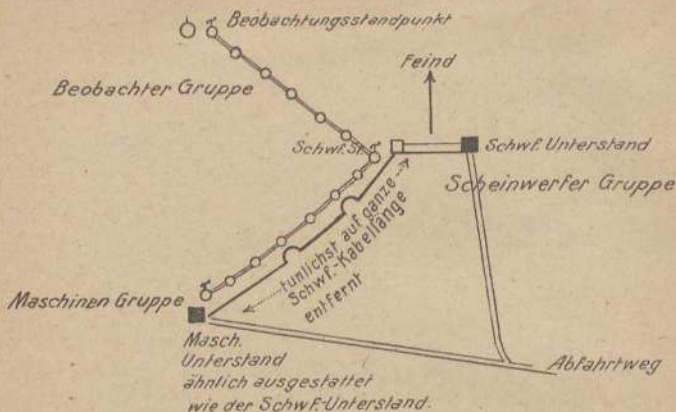 Beobachtungsstandpunkt
Feind
Beobachter Gruppe
Schwf. St.
Schwf. Unterstand
Scheinwerfer Gruppe
tunlichst auf ganze
Schwf.-Kabellänge
entfernt
Maschinen Gruppe
Masch.
Unterstand
ähnlich ausgestattet
wie der Schwf.-Unterstand.
Abfahrtweg